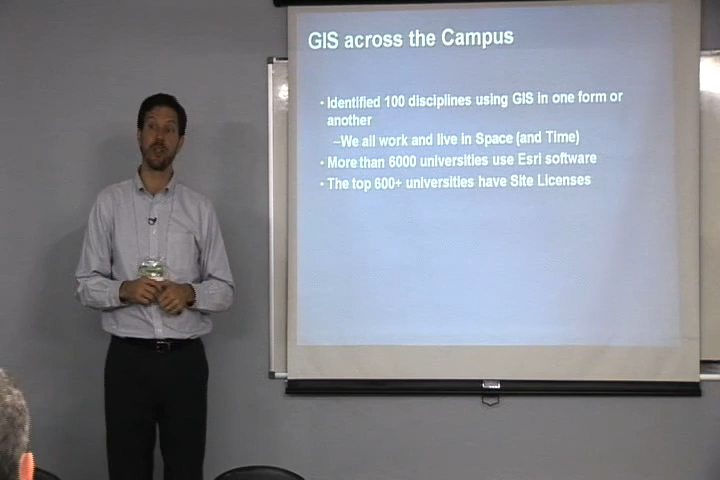 GIS across the Campus
• Identified 100 disciplines using GIS in one form or
another
–We all work and live in Space (and Time)
• More than 6000 universities use Esri software
• The top 600+ universities have Site Licenses